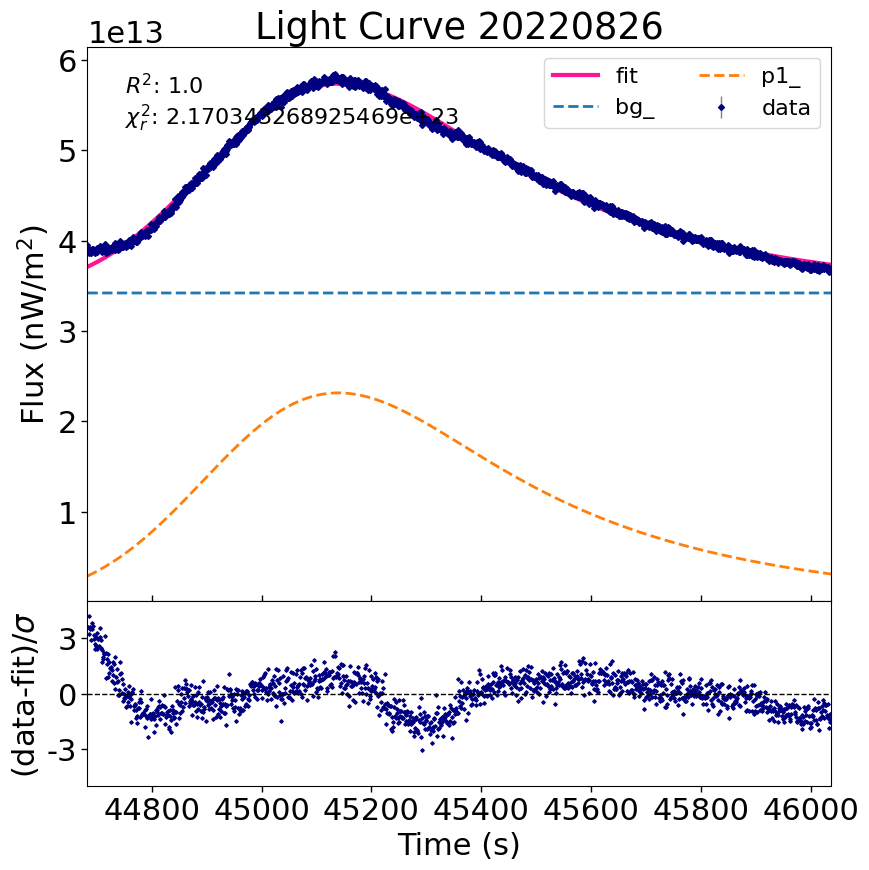 Light Curve 20220826
1e13
R²: 1.0
χ²ᵣ: 2.170343268925469e+23
fit
bg_
p1_
data
Flux (nW/m²)
6
5
4
3
2
1
(data-fit)/σ
3
0
-3
44800 45000 45200 45400 45600 45800 46000
Time (s)